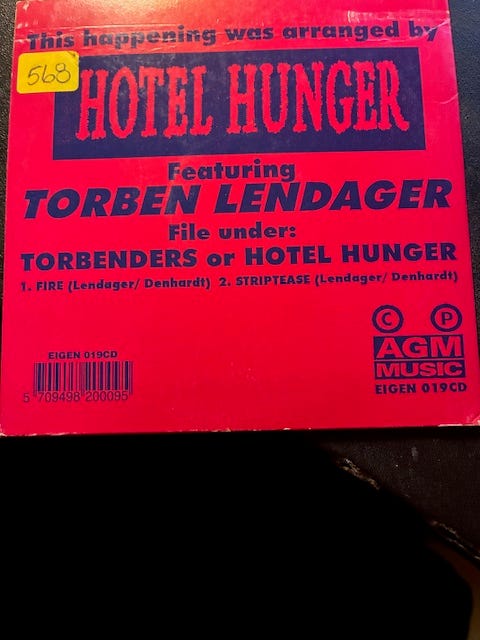 This happening was arranged by
568
HOTEL HUNGER
Featuring
TORBEN LENDAGER
File under:
TORBENDERS or HOTEL HUNGER
1. FIRE (Lendager/ Denhardt) 2. STRIPTEASE (Lendager/ Denhardt)
EIGEN 019CD
5 709498 200095
C P
AGM
MUSIC
EIGEN 019CD